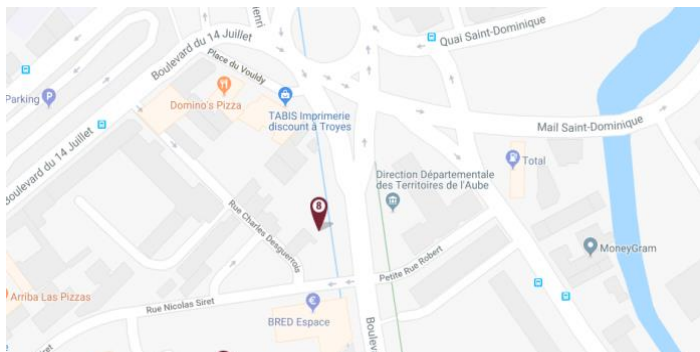 Henri
Quai Saint-Dominique
Boulevard du 14 Juillet
Place du Vouldy
Parking
P
Domino's Pizza
TABIS Imprimerie
discount à Troyes
Mail Saint-Dominique
Boulevard du 14 Juillet
Total
Direction Départementale
des Territoires de l'Aube
8
Rue Charles Desguerrois
MoneyGram
Petite Rue Robert
Arriba Las Pizzas
Rue Nicolas Siret
BRED Espace
Boulev